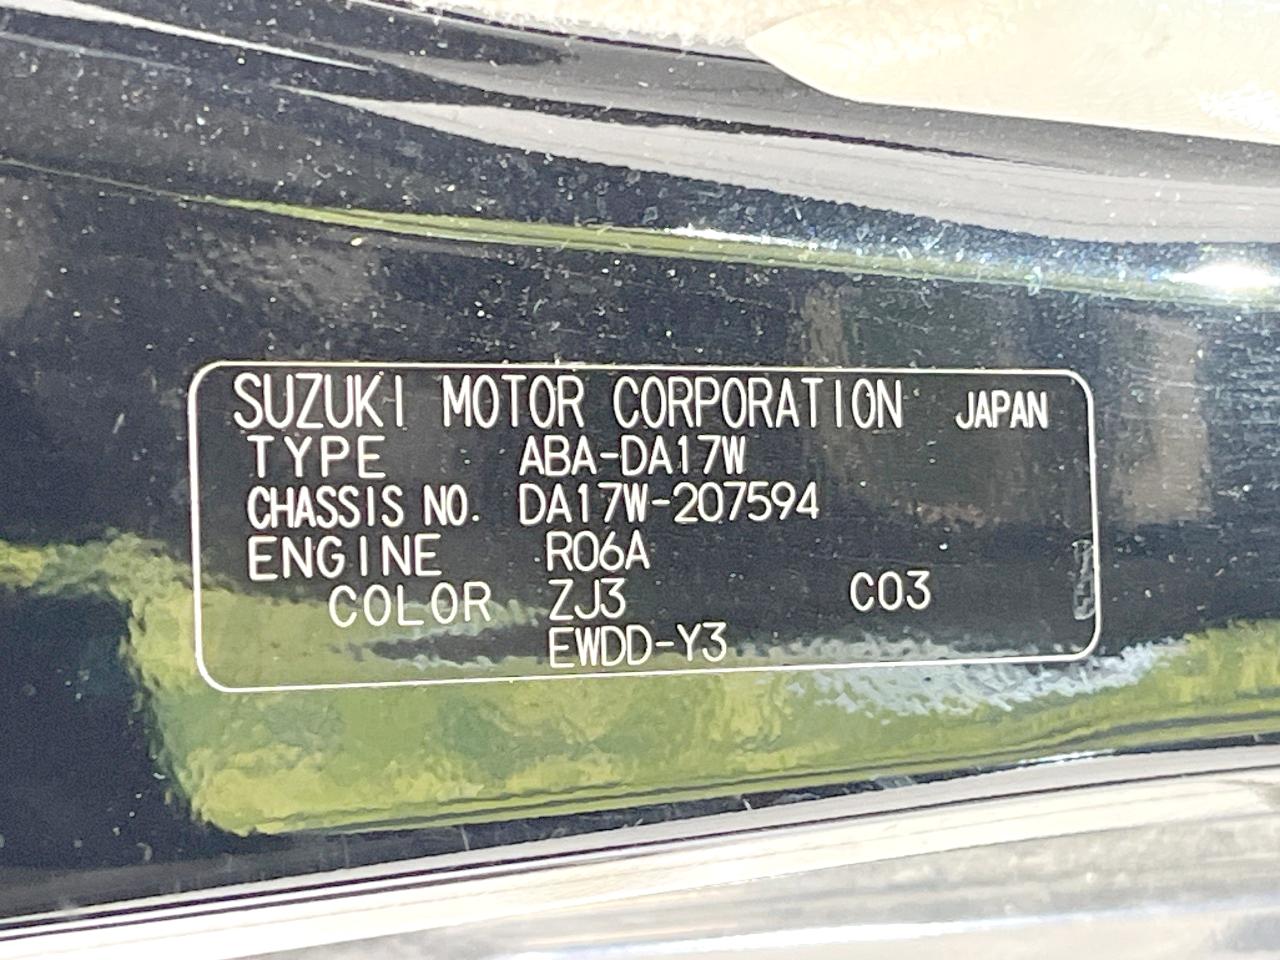 SUZUKI MOTOR CORPORATION JAPAN
TYPE ABA-DA17W
CHASSIS NO. DA17W-207594
ENGINE R06A
COLOR ZJ3 C03
EWDD-Y3